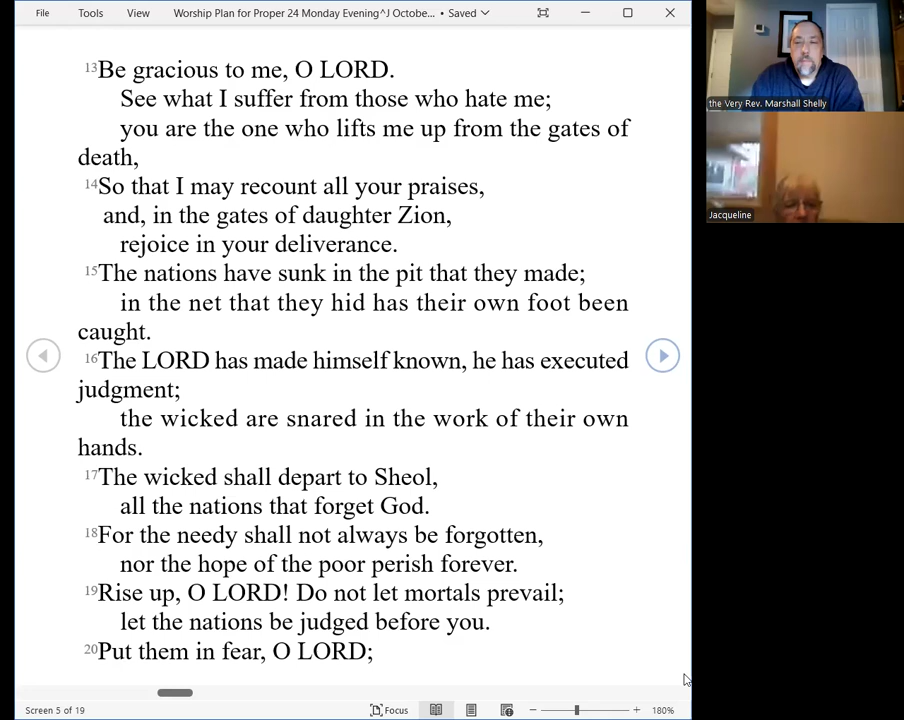 File Tools View Worship Plan for Proper 24 Monday Evening^J Octobe... • Saved
13Be gracious to me, O LORD.
See what I suffer from those who hate me;
you are the one who lifts me up from the gates of
death,
14So that I may recount all your praises,
and, in the gates of daughter Zion,
rejoice in your deliverance.
15The nations have sunk in the pit that they made;
in the net that they hid has their own foot been
caught.
16The LORD has made himself known, he has executed
judgment;
the wicked are snared in the work of their own
hands.
17The wicked shall depart to Sheol,
all the nations that forget God.
18For the needy shall not always be forgotten,
nor the hope of the poor perish forever.
19Rise up, O LORD! Do not let mortals prevail;
let the nations be judged before you.
20Put them in fear, O LORD;
Screen 5 of 19 Focus 180%
the Very Rev. Marshall Shelly
Jacqueline